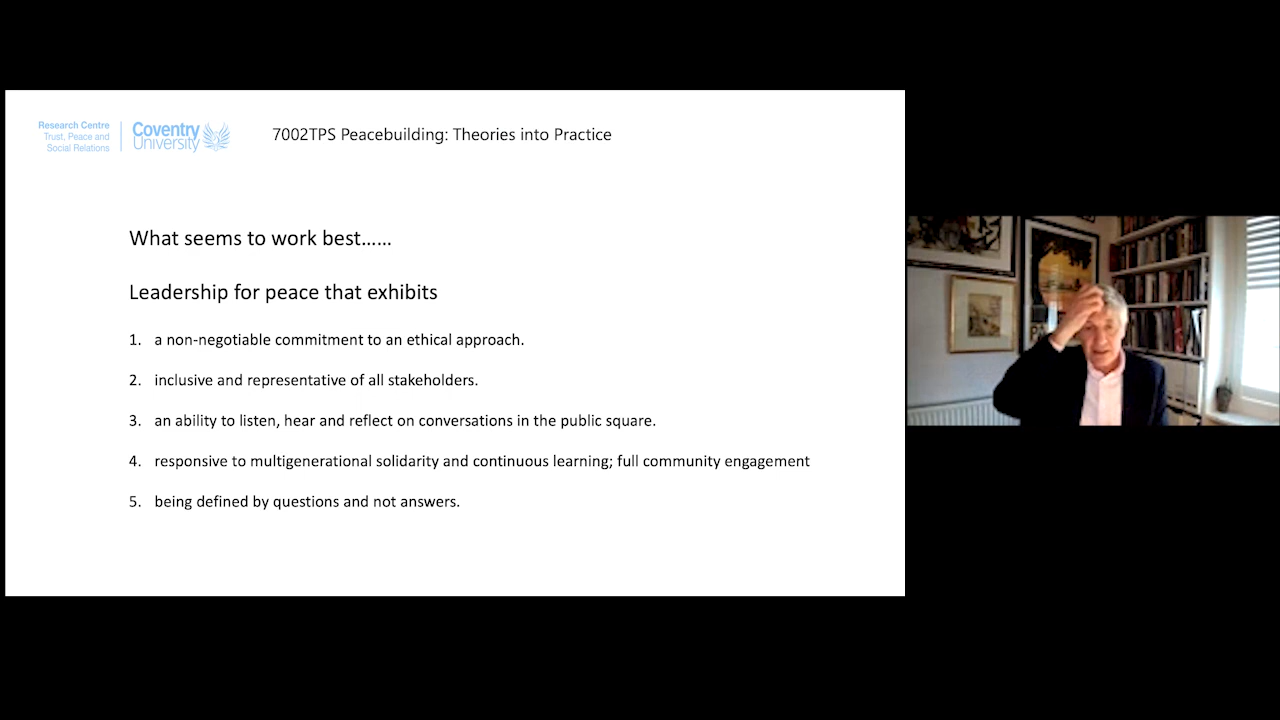 Research Centre
Trust, Peace and
Social Relations
Coventry
University
7002TPS Peacebuilding: Theories into Practice
What seems to work best......
Leadership for peace that exhibits
1. a non-negotiable commitment to an ethical approach.
2. inclusive and representative of all stakeholders.
3. an ability to listen, hear and reflect on conversations in the public square.
4. responsive to multigenerational solidarity and continuous learning; full community engagement
5. being defined by questions and not answers.